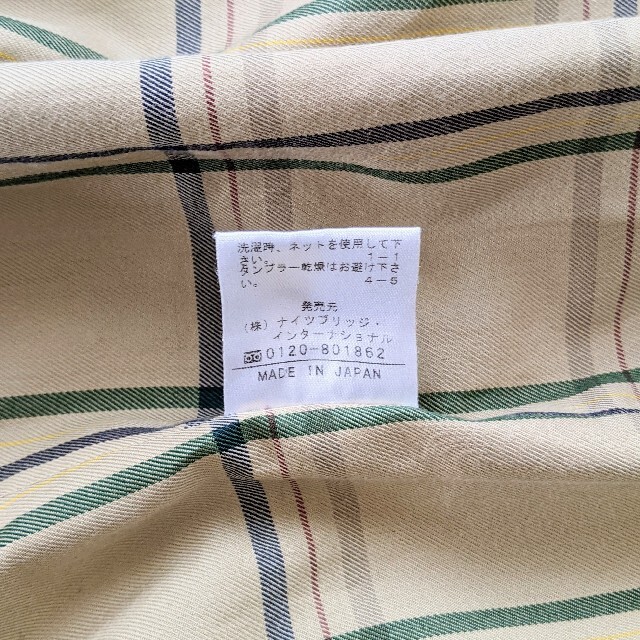 洗濯時、ネットを使用して下
さい。 1－1
タンブラー乾燥はお避け下さ
い。 4－5
発売元
(株)ナイツブリッジ・
インターナショナル
0120-801862
MADE IN JAPAN